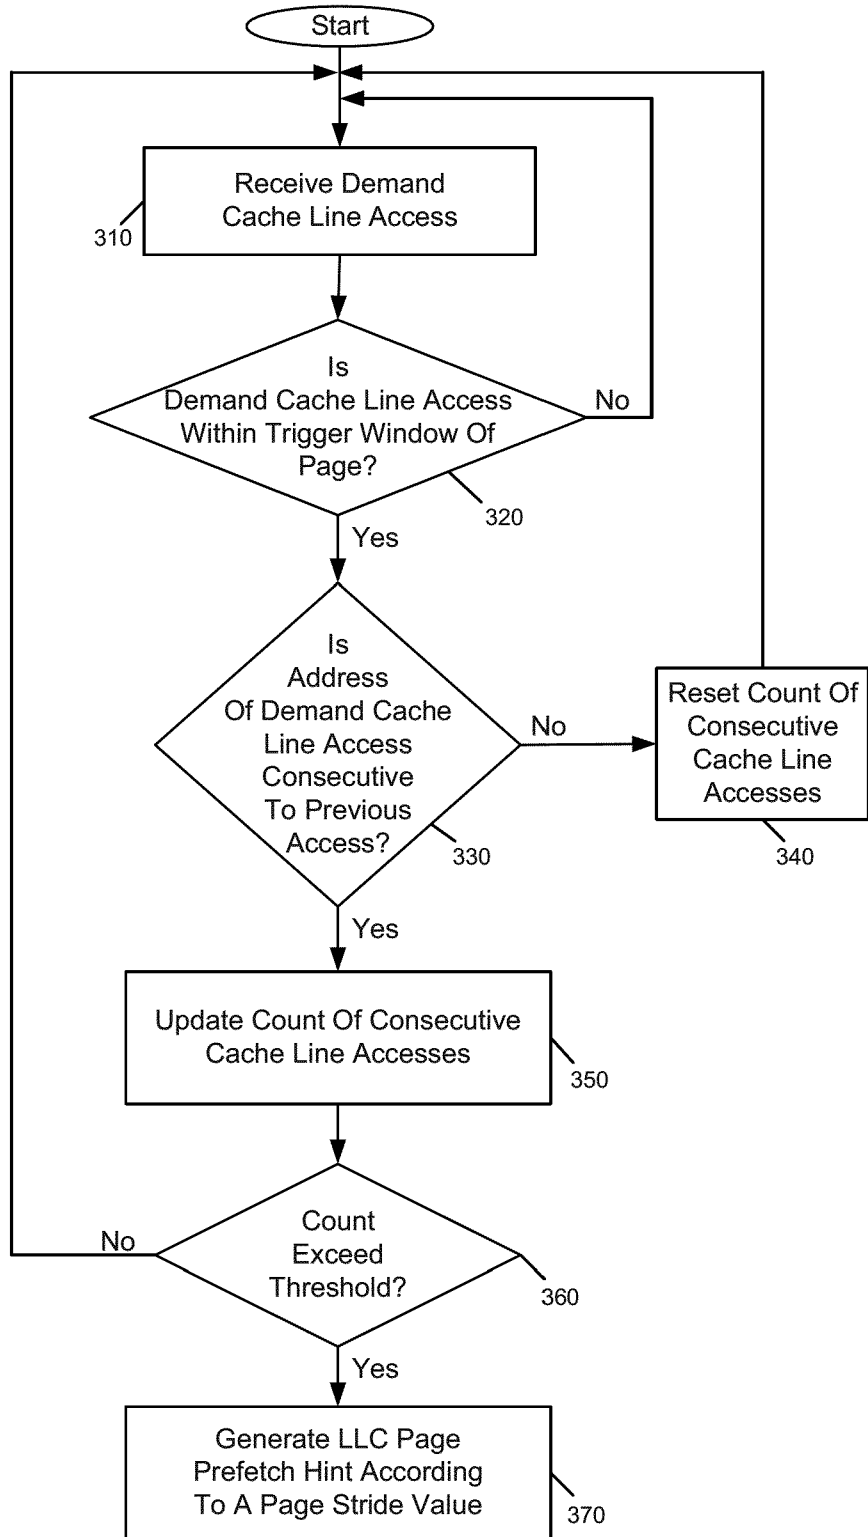 Start
Receive Demand
Cache Line Access
310
Is
Demand Cache Line Access
Within Trigger Window Of
Page?
No
320
Yes
Is
Address
Of Demand Cache
Line Access
Consecutive
To Previous
Access?
No
330
Reset Count Of
Consecutive
Cache Line
Accesses
340
Yes
Update Count Of Consecutive
Cache Line Accesses
350
Count
Exceed
Threshold?
No
360
Yes
Generate LLC Page
Prefetch Hint According
To A Page Stride Value
370